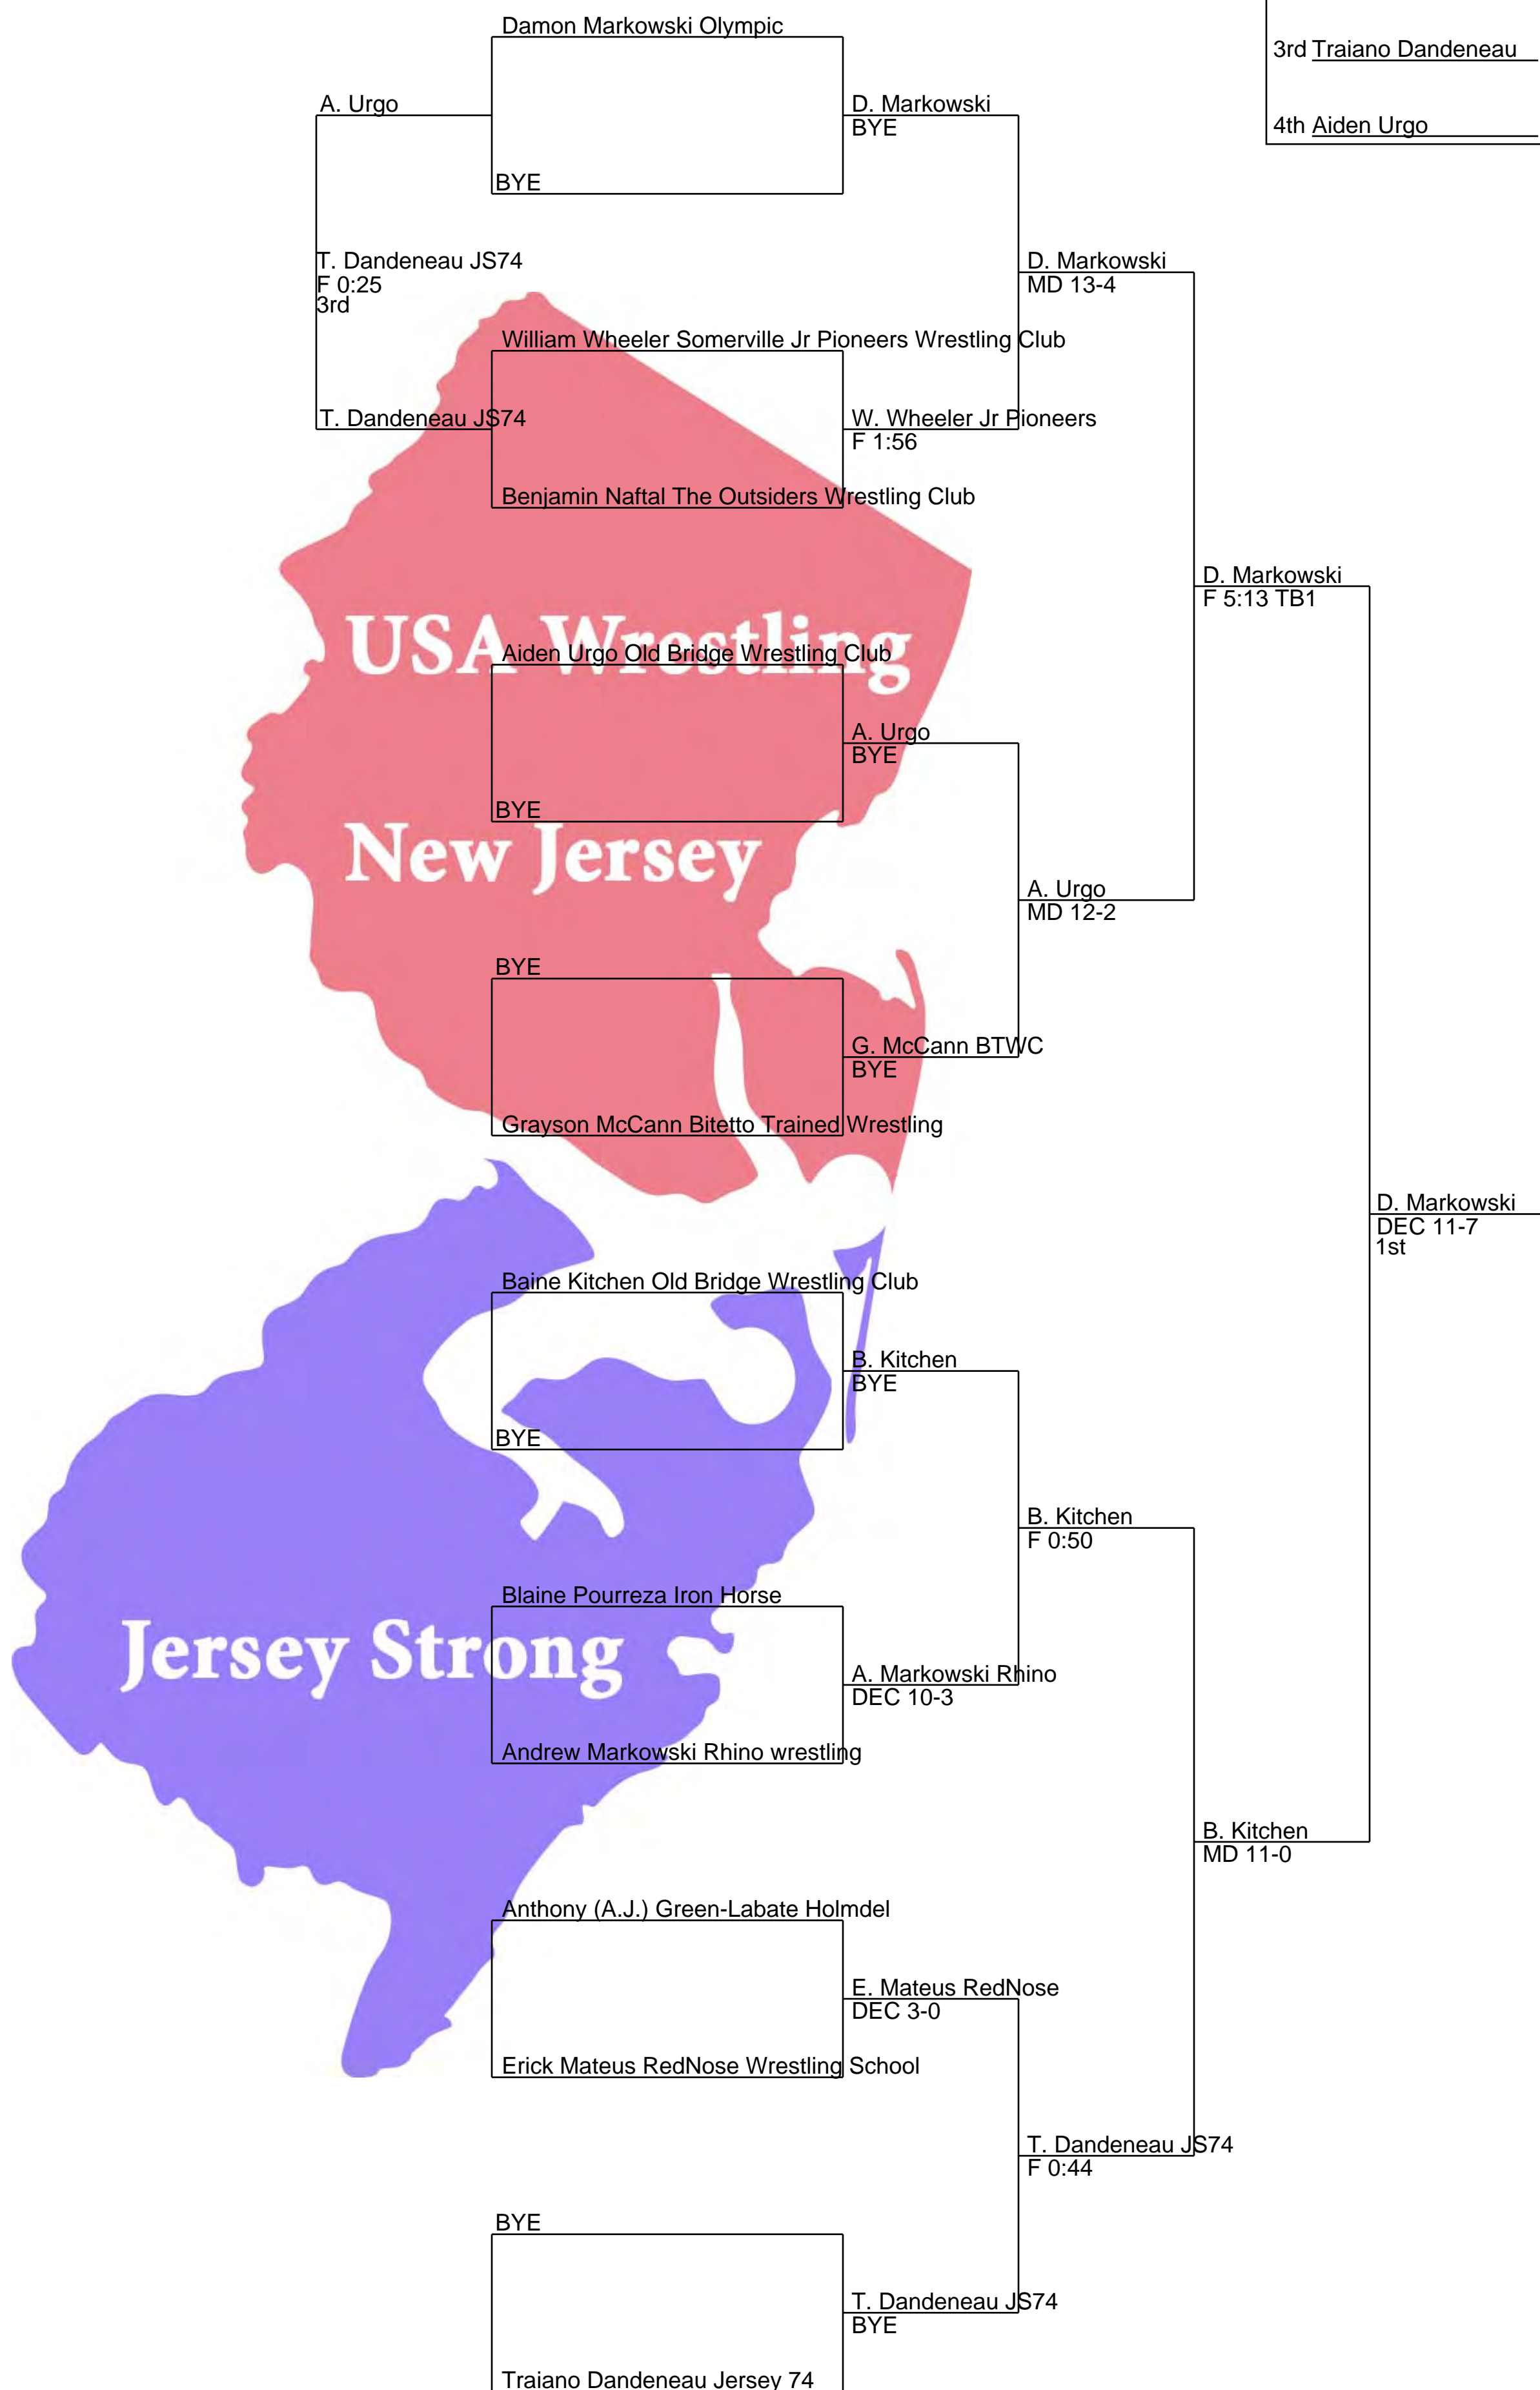 Damon Markowski Olympic
3rd Traiano Dandeneau
A. Urgo
D. Markowski
BYE
4th Aiden Urgo
BYE
T. Dandeneau JS74
F 0:25
3rd
D. Markowski
MD 13-4
William Wheeler Somerville Jr Pioneers Wrestling Club
T. Dandeneau JS74
W. Wheeler Jr Pioneers
F 1:56
Benjamin Naftal The Outsiders Wrestling Club
D. Markowski
F 5:13 TB1
USA Wrestling
Aiden Urgo Old Bridge Wrestling Club
A. Urgo
BYE
BYE
New Jersey
A. Urgo
MD 12-2
BYE
G. McCann BTWC
BYE
Grayson McCann Bitetto Trained Wrestling
D. Markowski
DEC 11-7
1st
Baine Kitchen Old Bridge Wrestling Club
B. Kitchen
BYE
BYE
B. Kitchen
F 0:50
Blaine Pourreza Iron Horse
Jersey Strong
A. Markowski Rhino
DEC 10-3
Andrew Markowski Rhino wrestling
B. Kitchen
MD 11-0
Anthony (A.J.) Green-Labate Holmdel
E. Mateus RedNose
DEC 3-0
Erick Mateus RedNose Wrestling School
T. Dandeneau JS74
F 0:44
BYE
T. Dandeneau JS74
BYE
Traiano Dandeneau Jersey 74